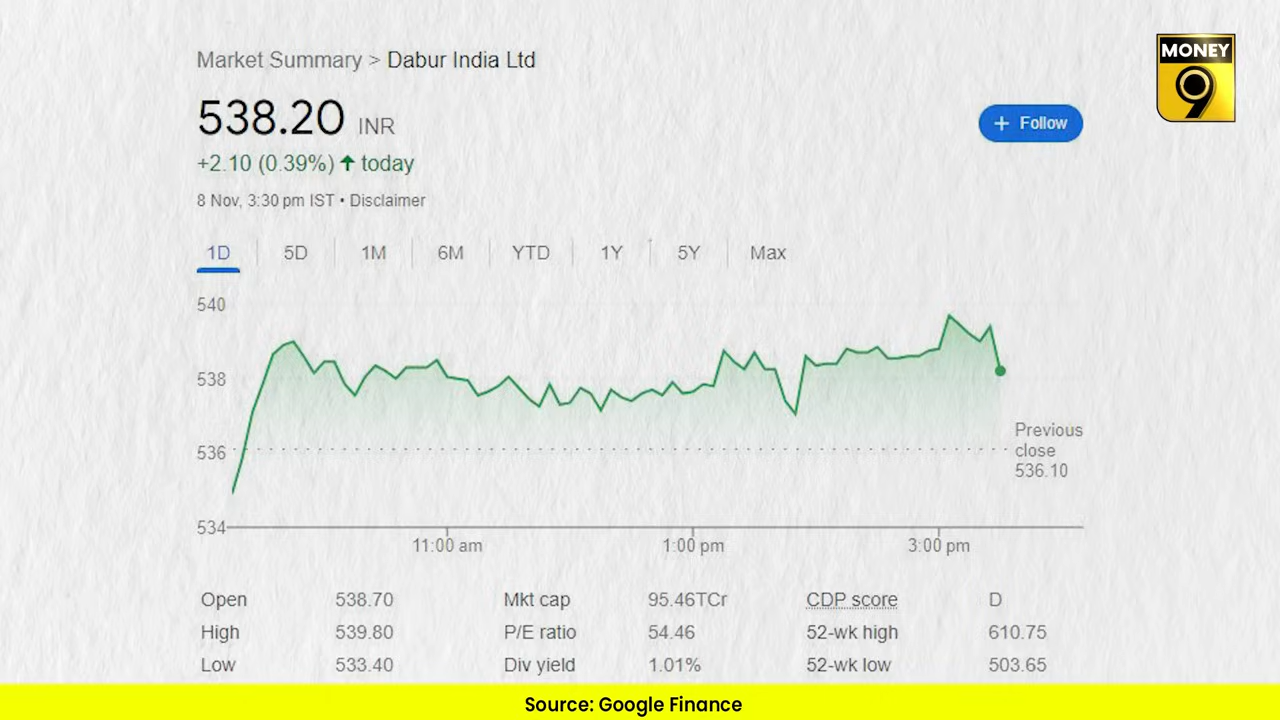 MONEY
9
Market Summary > Dabur India Ltd
538.20 INR
+ Follow
+2.10 (0.39%) ↑ today
8 Nov, 3:30 pm IST • Disclaimer
1D 5D 1M 6M YTD 1Y 5Y Max
540
538
536
534
Previous
close
536.10
11:00 am 1:00 pm 3:00 pm
Open 538.70 Mkt cap 95.46TCr CDP score D
High 539.80 P/E ratio 54.46 52-wk high 610.75
Low 533.40 Div yield 1.01% 52-wk low 503.65
Source: Google Finance